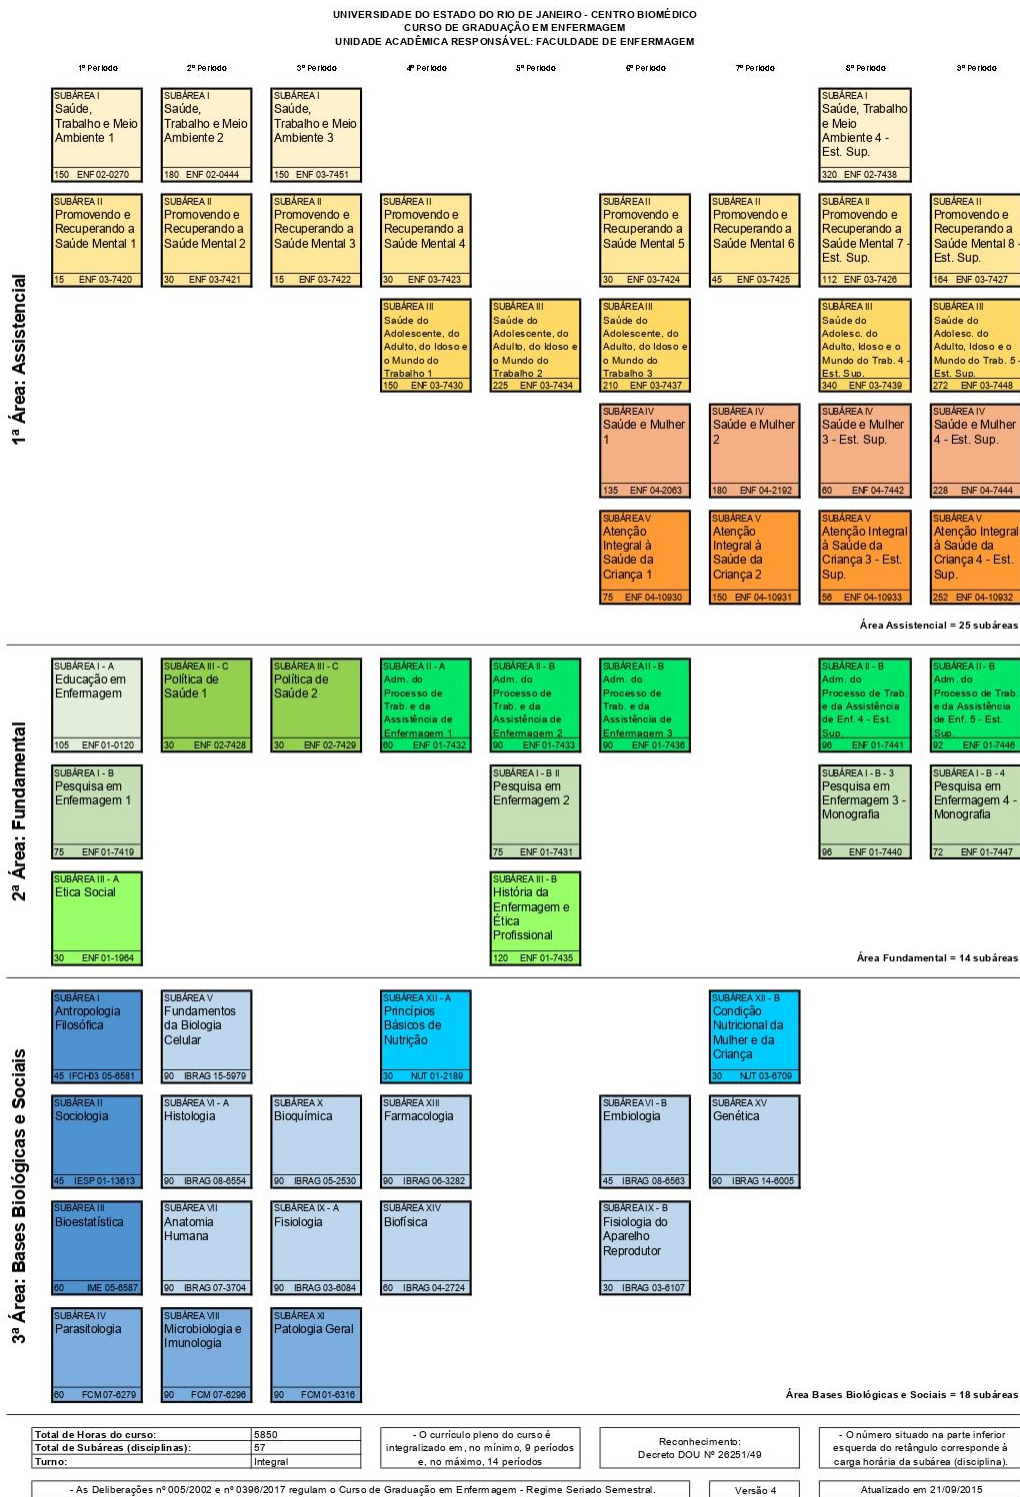 UNIVERSIDADE DO ESTADO DO RIO DE JANEIRO - CENTRO BIOMÉDICO
CURSO DE GRADUAÇÃO EM ENFERMAGEM
UNIDADE ACADÊMICA RESPONSÁVEL: FACULDADE DE ENFERMAGEM
1º Período
2º Período
3º Período
4º Período
5º Período
6º Período
7º Período
8º Período
9º Período
1ª Área: Assistencial
SUBÁREA I
Saúde,
Trabalho e Meio
Ambiente 1
150 ENF 02-0270
SUBÁREA I
Saúde,
Trabalho e Meio
Ambiente 2
180 ENF 02-0444
SUBÁREA I
Saúde,
Trabalho e Meio
Ambiente 3
150 ENF 03-7451
SUBÁREA I
Saúde, Trabalho
e Meio
Ambiente 4 -
Est. Sup.
320 ENF 02-7438
SUBÁREA II
Promovendo e
Recuperando a
Saúde Mental 1
15 ENF 03-7420
SUBÁREA II
Promovendo e
Recuperando a
Saúde Mental 2
30 ENF 03-7421
SUBÁREA II
Promovendo e
Recuperando a
Saúde Mental 3
15 ENF 03-7422
SUBÁREA II
Promovendo e
Recuperando a
Saúde Mental 4
30 ENF 03-7423
SUBÁREA II
Promovendo e
Recuperando a
Saúde Mental 5
30 ENF 03-7424
SUBÁREA II
Promovendo e
Recuperando a
Saúde Mental 6
45 ENF 03-7425
SUBÁREA II
Promovendo e
Recuperando a
Saúde Mental 7 -
Est. Sup.
112 ENF 03-7426
SUBÁREA II
Promovendo e
Recuperando a
Saúde Mental 8 -
Est. Sup.
164 ENF 03-7427
SUBÁREA III
Saúde do
Adolescente, do
Adulto, do Idoso e
o Mundo do
Trabalho 1
150 ENF 03-7430
SUBÁREA III
Saúde do
Adolescente, do
Adulto, do Idoso e
o Mundo do
Trabalho 2
225 ENF 03-7434
SUBÁREA III
Saúde do
Adolescente, do
Adulto, do Idoso e
o Mundo do
Trabalho 3
210 ENF 03-7437
SUBÁREA III
Saúde do
Adolesc. do
Adulto, Idoso e o
Mundo do Trab. 4 -
Est. Sup.
340 ENF 03-7439
SUBÁREA III
Saúde do
Adolesc. do
Adulto, Idoso e o
Mundo do Trab. 5 -
Est. Sup.
272 ENF 03-7448
SUBÁREA IV
Saúde e Mulher
1
135 ENF 04-2063
SUBÁREA IV
Saúde e Mulher
2
180 ENF 04-2192
SUBÁREA IV
Saúde e Mulher
3 - Est. Sup.
60 ENF 04-7442
SUBÁREA IV
Saúde e Mulher
4 - Est. Sup.
228 ENF 04-7444
SUBÁREA V
Atenção
Integral à
Saúde da
Criança 1
75 ENF 04-10930
SUBÁREA V
Atenção
Integral à
Saúde da
Criança 2
150 ENF 04-10931
SUBÁREA V
Atenção Integral
à Saúde da
Criança 3 - Est.
Sup.
56 ENF 04-10933
SUBÁREA V
Atenção Integral
à Saúde da
Criança 4 - Est.
Sup.
252 ENF 04-10932
Área Assistencial = 25 subáreas
2ª Área: Fundamental
SUBÁREA I - A
Educação em
Enfermagem
105 ENF 01-0120
SUBÁREA III - C
Política de
Saúde 1
30 ENF 02-7428
SUBÁREA III - C
Política de
Saúde 2
30 ENF 02-7429
SUBÁREA II - A
Adm. do
Processo de
Trab. e da
Assistência de
Enfermagem 1
60 ENF 01-7432
SUBÁREA II - B
Adm. do
Processo de
Trab. e da
Assistência de
Enfermagem 2
90 ENF 01-7433
SUBÁREA II - B
Adm. do
Processo de
Trab. e da
Assistência de
Enfermagem 3
90 ENF 01-7436
SUBÁREA II - B
Adm. do
Processo de Trab.
e da Assistência
de Enf. 4 - Est.
Sup.
96 ENF 01-7441
SUBÁREA II - B
Adm. do
Processo de Trab.
e da Assistência
de Enf. 5 - Est.
Sup.
92 ENF 01-7446
SUBÁREA I - B
Pesquisa em
Enfermagem 1
75 ENF 01-7419
SUBÁREA I - B II
Pesquisa em
Enfermagem 2
75 ENF 01-7431
SUBÁREA I - B - 3
Pesquisa em
Enfermagem 3 -
Monografia
96 ENF 01-7440
SUBÁREA I - B - 4
Pesquisa em
Enfermagem 4 -
Monografia
72 ENF 01-7447
SUBÁREA III - A
Etica Social
30 ENF 01-1964
SUBÁREA III - B
História da
Enfermagem e
Ética
Profissional
120 ENF 01-7435
Área Fundamental = 14 subáreas
3ª Área: Bases Biológicas e Sociais
SUBÁREA I
Antropologia
Filosófica
45 IFCH03 05-6581
SUBÁREA V
Fundamentos
da Biologia
Celular
90 IBRAG 15-5979
SUBÁREA XII - A
Princípios
Básicos de
Nutrição
30 NUT 01-2189
SUBÁREA XII - B
Condição
Nutricional da
Mulher e da
Criança
30 NUT 03-6709
SUBÁREA II
Sociologia
45 IESP 01-13613
SUBÁREA VI - A
Histologia
90 IBRAG 08-6554
SUBÁREA X
Bioquímica
90 IBRAG 05-2530
SUBÁREA XIII
Farmacologia
90 IBRAG 06-3282
SUBÁREA VI - B
Embiologia
45 IBRAG 08-6563
SUBÁREA XV
Genética
90 IBRAG 14-6005
SUBÁREA III
Bioestatística
60 IME 05-6587
SUBÁREA VII
Anatomia
Humana
90 IBRAG 07-3704
SUBÁREA IX - A
Fisiologia
90 IBRAG 03-6084
SUBÁREA XIV
Biofísica
60 IBRAG 04-2724
SUBÁREA IX - B
Fisiologia do
Aparelho
Reprodutor
30 IBRAG 03-6107
SUBÁREA IV
Parasitologia
60 FCM 07-6279
SUBÁREA VIII
Microbiologia e
Imunologia
90 FCM 07-6296
SUBÁREA XI
Patologia Geral
90 FCM 01-6316
Área Bases Biológicas e Sociais = 18 subáreas
Total de Horas do curso: 5850
Total de Subáreas (disciplinas): 57
Turno: Integral
- O currículo pleno do curso é
integralizado em, no mínimo, 9 períodos
e, no máximo, 14 períodos
Reconhecimento:
Decreto DOU Nº 26251/49
- O número situado na parte inferior
esquerda do retângulo corresponde à
carga horária da subárea (disciplina).
- As Deliberações nº 005/2002 e nº 0396/2017 regulam o Curso de Graduação em Enfermagem - Regime Seriado Semestral.
Versão 4
Atualizado em 21/09/2015